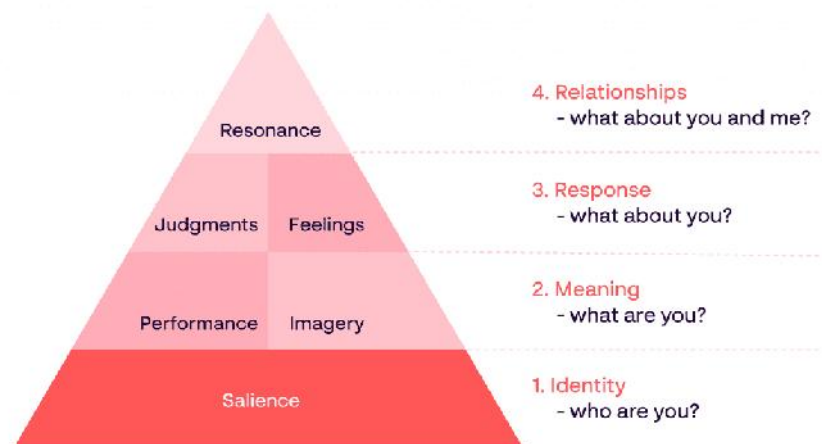 Resonance
4. Relationships
- what about you and me?
Judgments
Feelings
3. Response
- what about you?
Performance
Imagery
2. Meaning
- what are you?
Salience
1. Identity
- who are you?